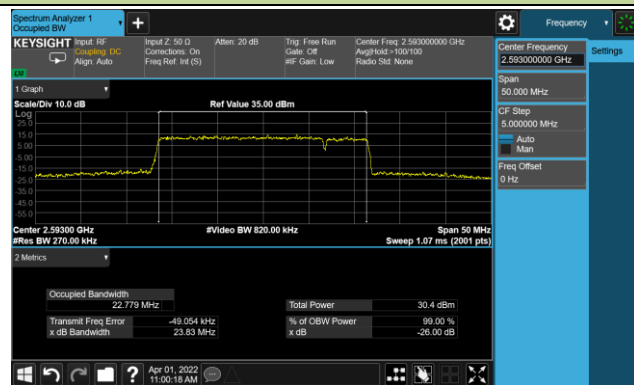 Spectrum Analyzer 1
Occupied BW
Frequency
KEYSIGHT
Input: RF
Coupling: DC
Align: Auto
Input Z: 50 Ω
Corrections: On
Freq Ref: Int (S)
Atten: 20 dB
Trig: Free Run
Gate: Off
#IF Gain: Low
Center Freq: 2.593000000 GHz
Avg|Hold:>100/100
Radio Std: None
Center Frequency
2.593000000 GHz
Settings
Span
50.000 MHz
CF Step
5.000000 MHz
Auto
Man
Freq Offset
0 Hz
1 Graph
Scale/Div 10.0 dB
Ref Value 35.00 dBm
Log
25.0
15.0
5.00
-5.00
-15.0
-25.0
-35.0
-45.0
-55.0
Center 2.59300 GHz
#Video BW 820.00 kHz
Span 50 MHz
#Res BW 270.00 kHz
Sweep 1.07 ms (2001 pts)
2 Metrics
Occupied Bandwidth
22.779 MHz
Total Power
30.4 dBm
Transmit Freq Error
-49.054 kHz
% of OBW Power
99.00 %
x dB Bandwidth
23.83 MHz
x dB
-26.00 dB
?
Apr 01, 2022
11:00:18 AM